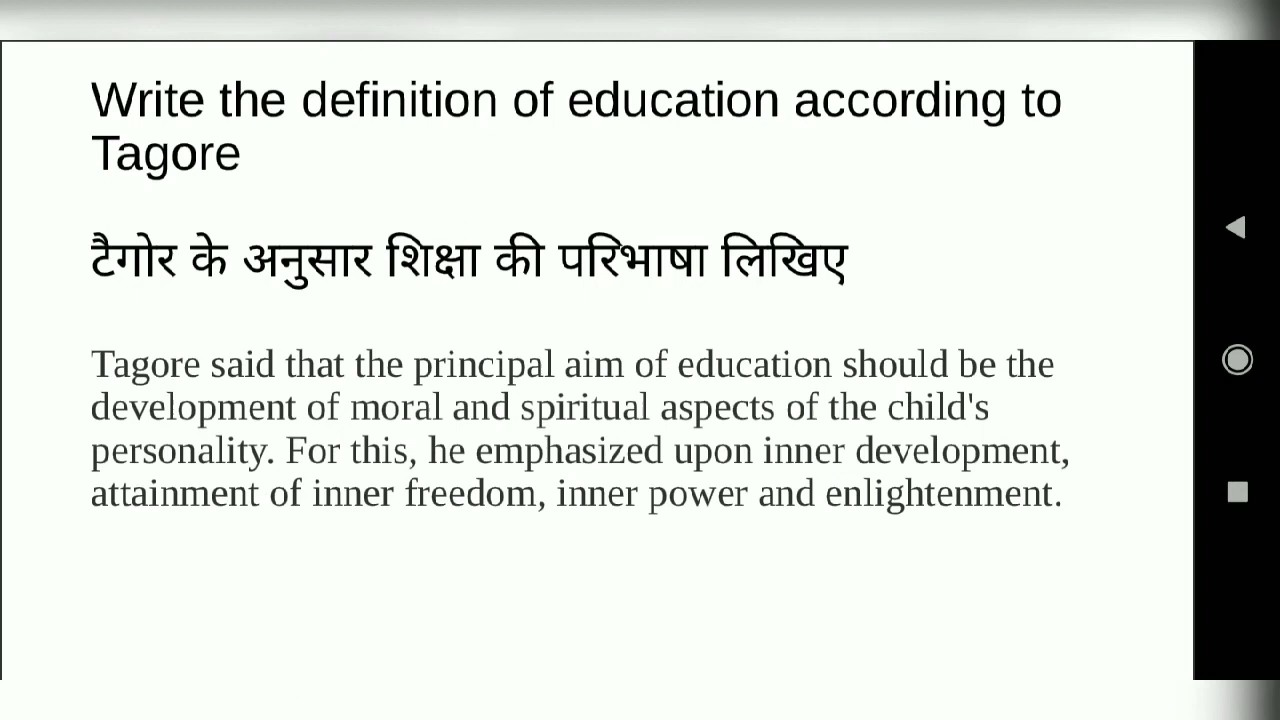 Write the definition of education according to
Tagore
टैगोर के अनुसार शिक्षा की परिभाषा लिखिए
Tagore said that the principal aim of education should be the
development of moral and spiritual aspects of the child's
personality. For this, he emphasized upon inner development,
attainment of inner freedom, inner power and enlightenment.